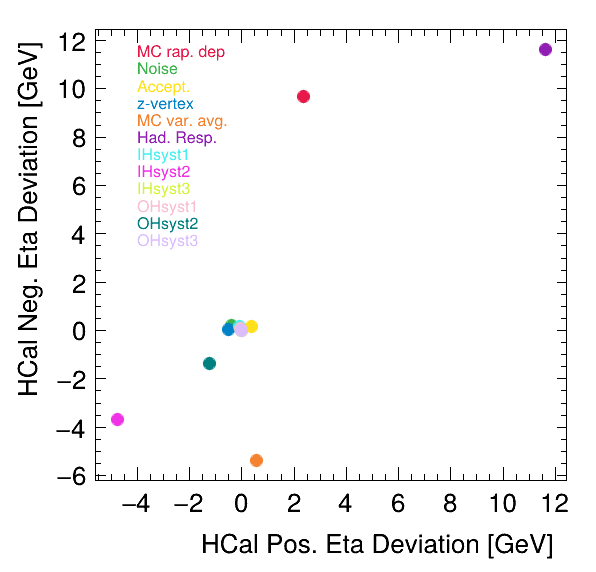 12
10
8
6
4
2
0
−2
−4
−6
HCal Neg. Eta Deviation [GeV]
MC rap. dep
Noise
Accept.
z-vertex
MC var. avg.
Had. Resp.
IHsyst1
IHsyst2
IHsyst3
OHsyst1
OHsyst2
OHsyst3
−4 −2 0 2 4 6 8 10 12
HCal Pos. Eta Deviation [GeV]